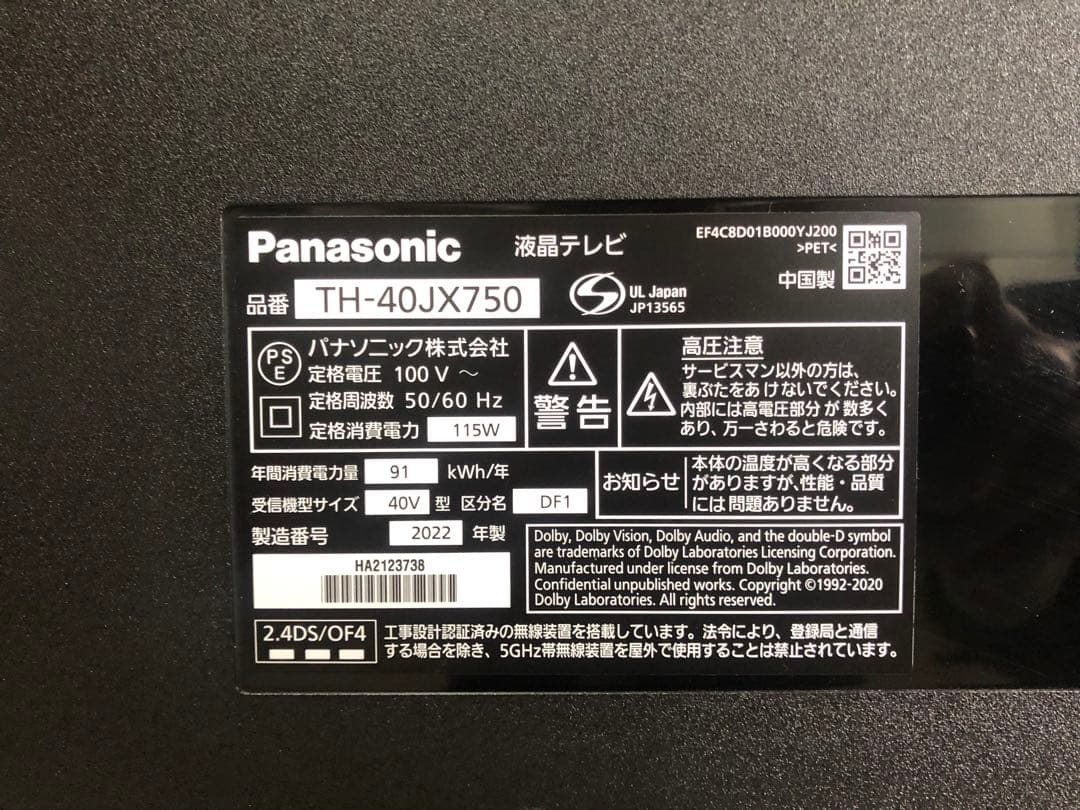 Panasonic 液晶テレビ
EF4C8D01B000YJ200
>PET<
中国製
品番 TH-40JX750
UL Japan
JP13565
PS
E
パナソニック株式会社
定格電圧 100 V ～
定格周波数 50/60 Hz
定格消費電力 115W
警告
高圧注意
サービスマン以外の方は、
裏ぶたをあけないでください。
内部には高電圧部分が数多く
あり、万一さわると危険です。
年間消費電力量 91 kWh/年
受信機型サイズ 40V 型 区分名 DF1
製造番号 2022 年製
HA2123738
お知らせ
本体の温度が高くなる部分
がありますが、性能・品質
には問題ありません。
Dolby, Dolby Vision, Dolby Audio, and the double-D symbol
are trademarks of Dolby Laboratories Licensing Corporation.
Manufactured under license from Dolby Laboratories.
Confidential unpublished works. Copyright ©1992-2020
Dolby Laboratories. All rights reserved.
2.4DS/OF4
工事設計認証済みの無線装置を搭載しています。法令により、登録局と通信
する場合を除き、5GHz帯無線装置を屋外で使用することは禁止されています。